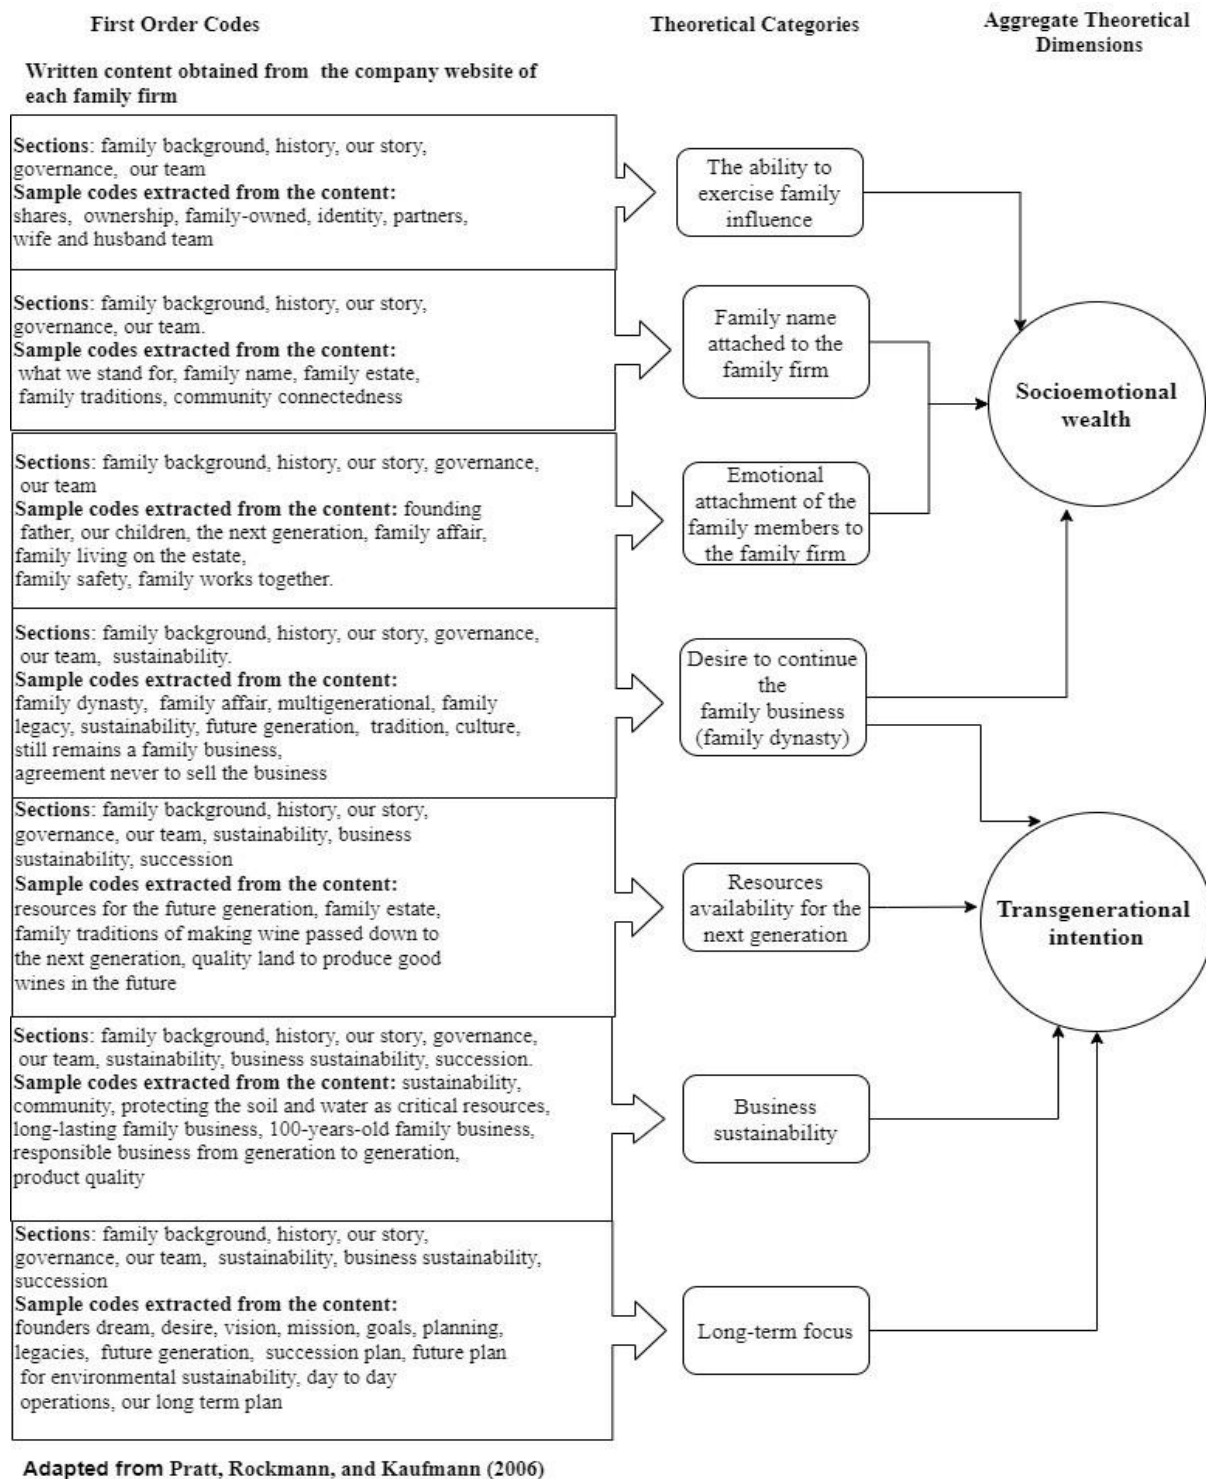 First Order Codes
Theoretical Categories
Aggregate Theoretical
Dimensions
Written content obtained from the company website of
each family firm
Sections: family background, history, our story,
governance, our team
Sample codes extracted from the content:
shares, ownership, family-owned, identity, partners,
wife and husband team
The ability to
exercise family
influence
Sections: family background, history, our story,
governance, our team.
Sample codes extracted from the content:
what we stand for, family name, family estate,
family traditions, community connectedness
Family name
attached to the
family firm
Socioemotional
wealth
Sections: family background, history, our story, governance,
our team
Sample codes extracted from the content: founding
father, our children, the next generation, family affair,
family living on the estate,
family safety, family works together.
Emotional
attachment of the
family members to
the family firm
Sections: family background, history, our story, governance,
our team, sustainability.
Sample codes extracted from the content:
family dynasty, family affair, multigenerational, family
legacy, sustainability, future generation, tradition, culture,
still remains a family business,
agreement never to sell the business
Desire to continue
the
family business
(family dynasty)
Sections: family background, history, our story,
governance, our team, sustainability, business
sustainability, succession
Sample codes extracted from the content:
resources for the future generation, family estate,
family traditions of making wine passed down to
the next generation, quality land to produce good
wines in the future
Resources
availability for the
next generation
Transgenerational
intention
Sections: family background, history, our story, governance,
our team, sustainability, business sustainability, succession.
Sample codes extracted from the content: sustainability,
community, protecting the soil and water as critical resources,
long-lasting family business, 100-years-old family business,
responsible business from generation to generation,
product quality
Business
sustainability
Sections: family background, history, our story,
governance, our team, sustainability, business sustainability,
succession
Sample codes extracted from the content:
founders dream, desire, vision, mission, goals, planning,
legacies, future generation, succession plan, future plan
for environmental sustainability, day to day
operations, our long term plan
Long-term focus
Adapted from Pratt, Rockmann, and Kaufmann (2006)